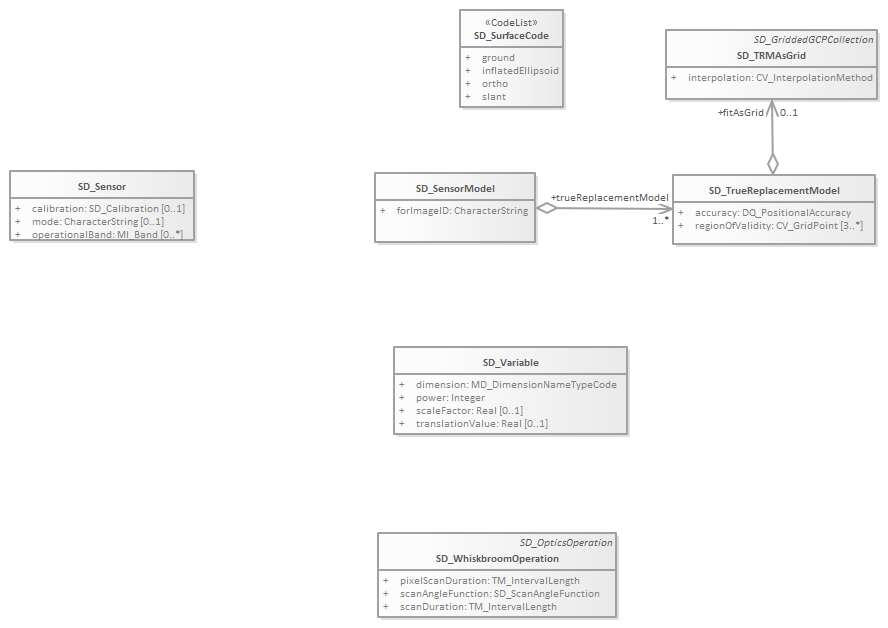 «CodeList»
SD_SurfaceCode
+ ground
+ inflatedEllipsoid
+ ortho
+ slant
SD_GriddedGCPCollection
SD_TRMAsGrid
+ interpolation: CV_InterpolationMethod
+fitAsGrid 0..1
SD_Sensor
+ calibration: SD_Calibration [0..1]
+ mode: CharacterString [0..1]
+ operationalBand: MI_Band [0..*]
SD_SensorModel
+ forImageID: CharacterString
+trueReplacementModel
1..*
SD_TrueReplacementModel
+ accuracy: DQ_PositionalAccuracy
+ regionOfValidity: CV_GridPoint [3..*]
SD_Variable
+ dimension: MD_DimensionNameTypeCode
+ power: Integer
+ scaleFactor: Real [0..1]
+ translationValue: Real [0..1]
SD_OpticsOperation
SD_WhiskbroomOperation
+ pixelScanDuration: TM_IntervalLength
+ scanAngleFunction: SD_ScanAngleFunction
+ scanDuration: TM_IntervalLength